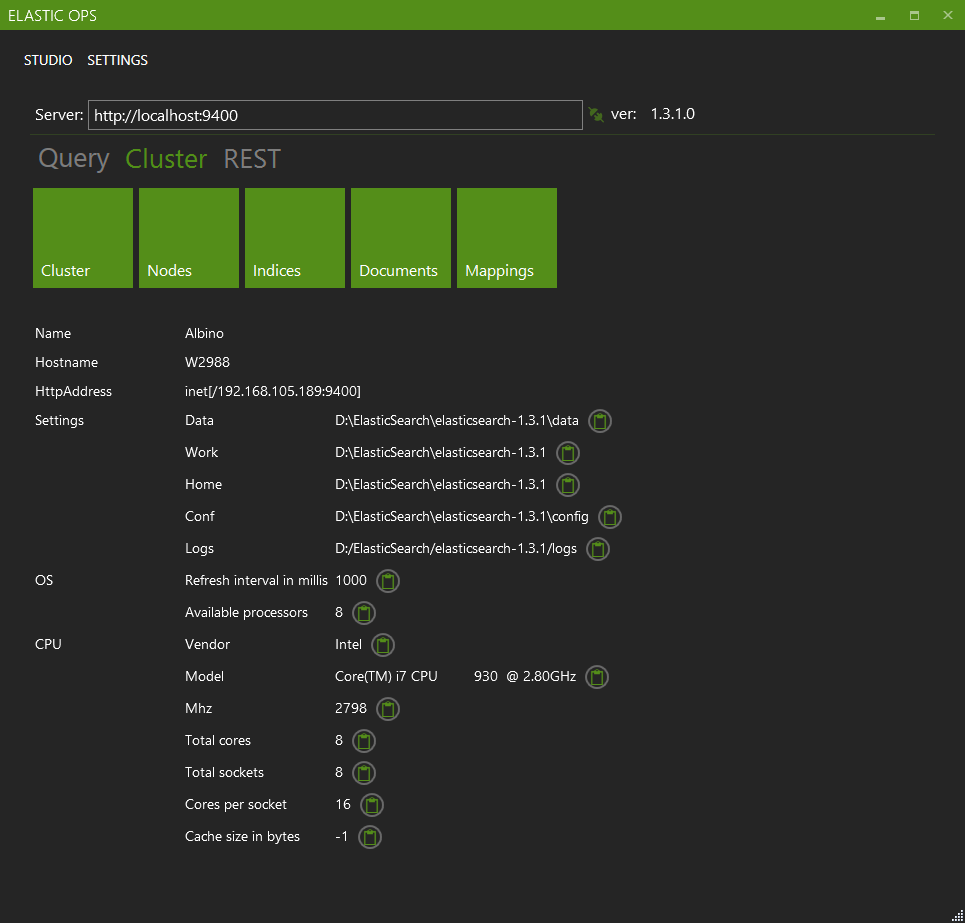 ELASTIC OPS
STUDIO SETTINGS
Server: http://localhost:9400 ver: 1.3.1.0
Query Cluster REST
Cluster Nodes Indices Documents Mappings
Name Albino
Hostname W2988
HttpAddress inet[/192.168.105.189:9400]
Settings Data D:\ElasticSearch\elasticsearch-1.3.1\data
Work D:\ElasticSearch\elasticsearch-1.3.1
Home D:\ElasticSearch\elasticsearch-1.3.1
Conf D:\ElasticSearch\elasticsearch-1.3.1\config
Logs D:/ElasticSearch/elasticsearch-1.3.1/logs
OS Refresh interval in millis 1000
Available processors 8
CPU Vendor Intel
Model Core(TM) i7 CPU 930 @ 2.80GHz
Mhz 2798
Total cores 8
Total sockets 8
Cores per socket 16
Cache size in bytes -1